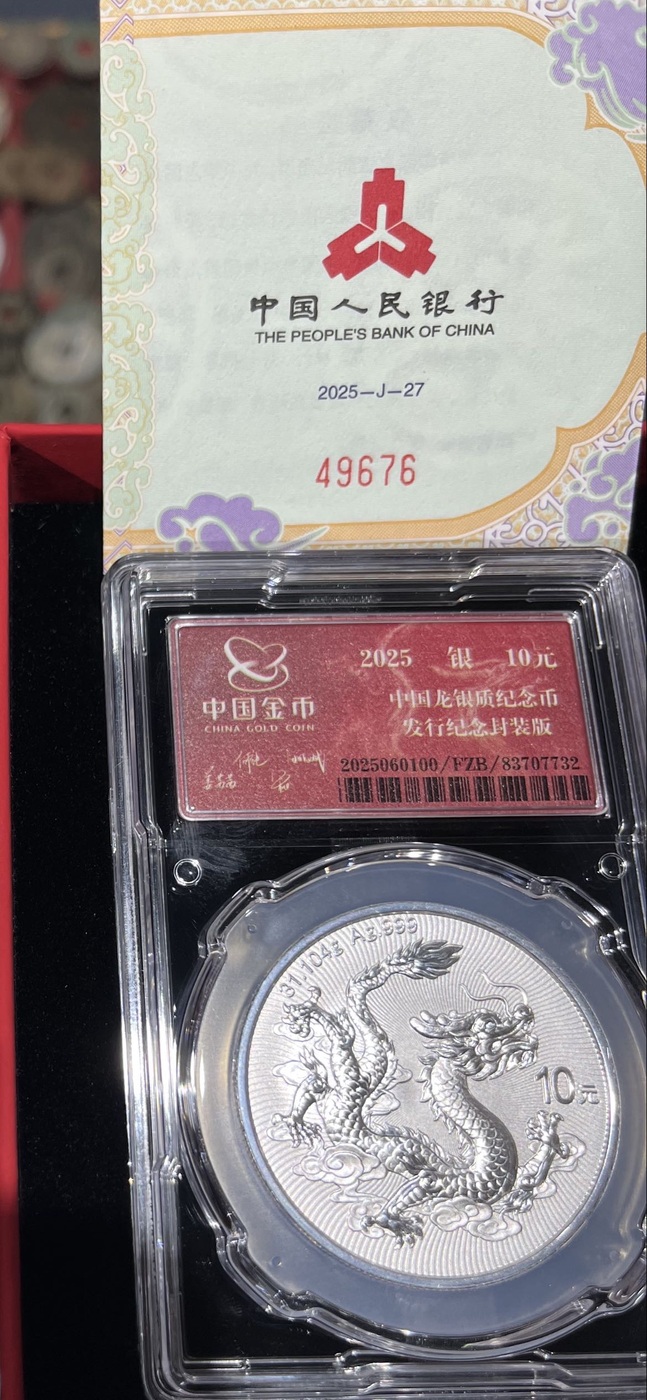 中国人民银行
THE PEOPLE'S BANK OF CHINA
2025—J—27
49676
中国金币
CHINA GOLD COIN
2025 银 10元
中国龙银质纪念币
发行纪念封装版
2025060100/FZB/83707732
31.104g Ag.999
10元